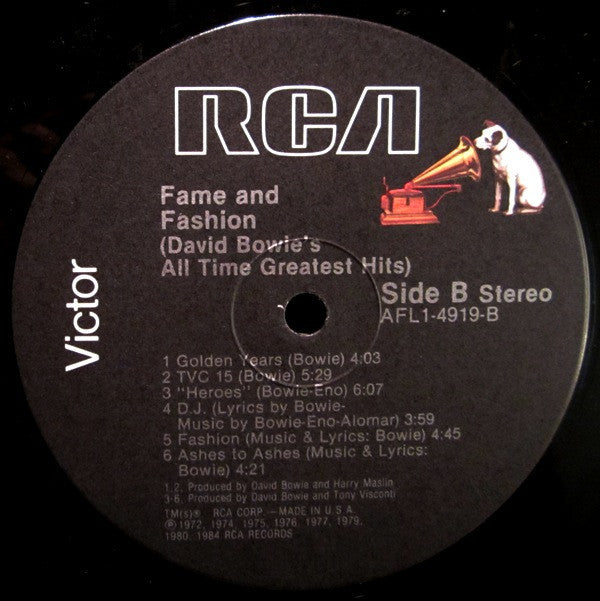 RCA
Fame and
Fashion
(David Bowie's
All Time Greatest Hits)
Side B Stereo
AFL1-4919-B
Victor
1 Golden Years (Bowie) 4:03
2 TVC 15 (Bowie) 5:29
3 "Heroes" (Bowie-Eno) 6:07
4 D.J. (Lyrics by Bowie-
Music by Bowie-Eno-Alomar) 3:59
5 Fashion (Music & Lyrics: Bowie) 4:45
6 Ashes to Ashes (Music & Lyrics:
Bowie) 4:21
1,2. Produced by David Bowie and Harry Maslin
3-6. Produced by David Bowie and Tony Visconti
TM(s)® RCA CORP.—MADE IN U.S.A.
℗1972, 1974, 1975, 1976, 1977, 1979,
1980, 1984 RCA RECORDS